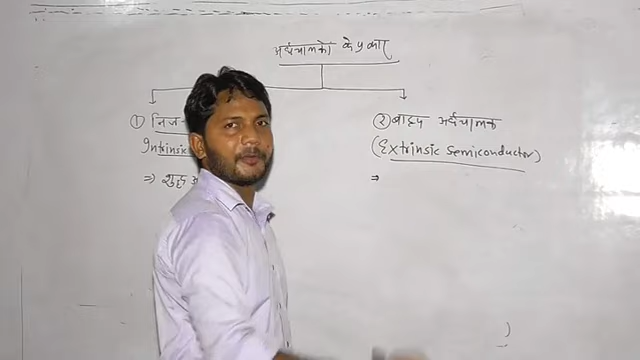 अर्धचालकों के प्रकार
① निज
Intrinsic
⇒ शुद्ध अ
② बाह्य अर्धचालक
(Extrinsic Semiconductor)
⇒